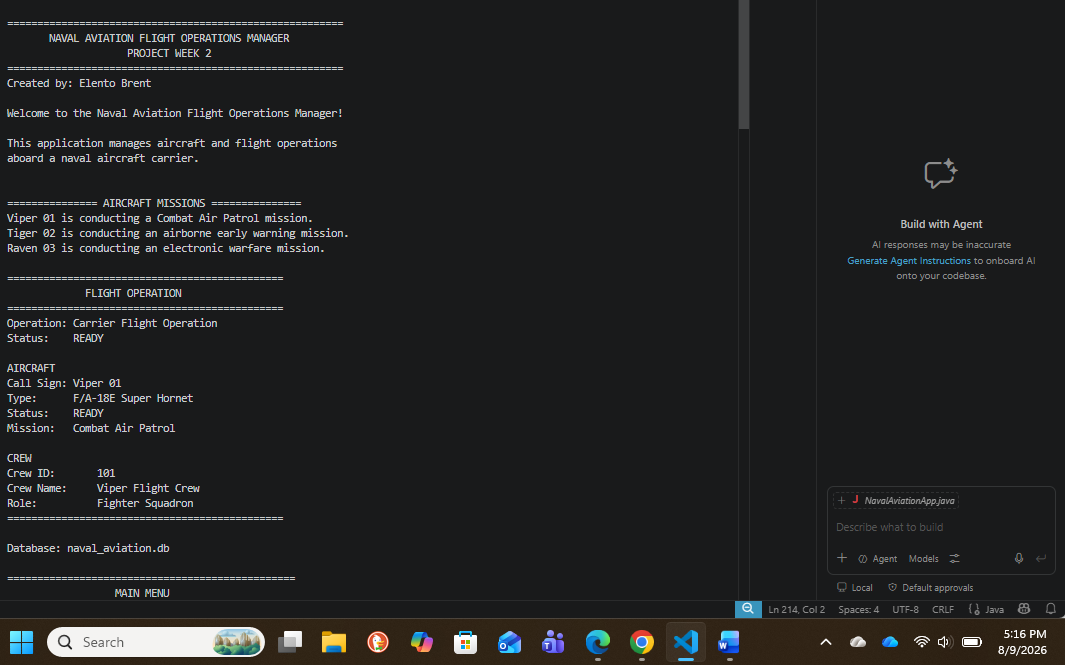 ====================================================
NAVAL AVIATION FLIGHT OPERATIONS MANAGER
PROJECT WEEK 2
====================================================
Created by: Elento Brent
Welcome to the Naval Aviation Flight Operations Manager!
This application manages aircraft and flight operations
aboard a naval aircraft carrier.
=============== AIRCRAFT MISSIONS ===============
Viper 01 is conducting a Combat Air Patrol mission.
Tiger 02 is conducting an airborne early warning mission.
Raven 03 is conducting an electronic warfare mission.
==============================================
FLIGHT OPERATION
==============================================
Operation: Carrier Flight Operation
Status: READY
AIRCRAFT
Call Sign: Viper 01
Type: F/A-18E Super Hornet
Status: READY
Mission: Combat Air Patrol
CREW
Crew ID: 101
Crew Name: Viper Flight Crew
Role: Fighter Squadron
==============================================
Database: naval_aviation.db
================================================
MAIN MENU
Build with Agent
AI responses may be inaccurate
Generate Agent Instructions to onboard AI
onto your codebase.
+ J NavalAviationApp.java
Describe what to build
Agent Models
Local Default approvals
Ln 214, Col 2 Spaces: 4 UTF-8 CRLF {} Java
Search
5:16 PM
8/9/2026